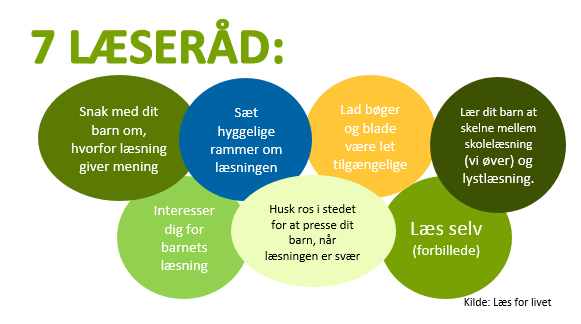 7 LÆSERÅD:
Snak med dit
barn om,
hvorfor læsning
giver mening
Sæt
hyggelige
rammer om
læsningen
Lad bøger
og blade
være let
tilgængelige
Lær dit barn at
skelne mellem
skolelæsning
(vi øver) og
lystlæsning.
Interesser
dig for
barnets
læsning
Husk ros i stedet
for at presse dit
barn, når
læsningen er svær
Læs selv
(forbillede)
Kilde: Læs for livet